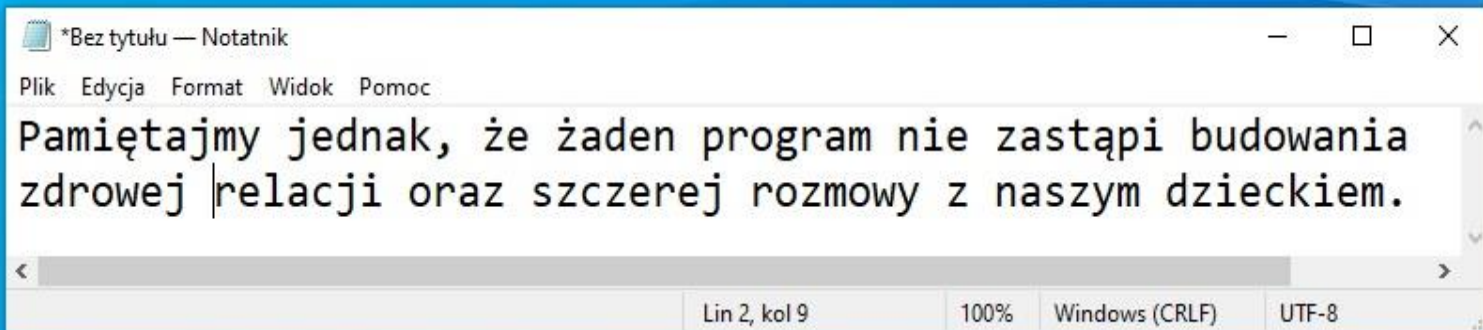 *Bez tytułu — Notatnik
Plik Edycja Format Widok Pomoc
Pamiętajmy jednak, że żaden program nie zastąpi budowania
zdrowej relacji oraz szczerej rozmowy z naszym dzieckiem.
Lin 2, kol 9 100% Windows (CRLF) UTF-8